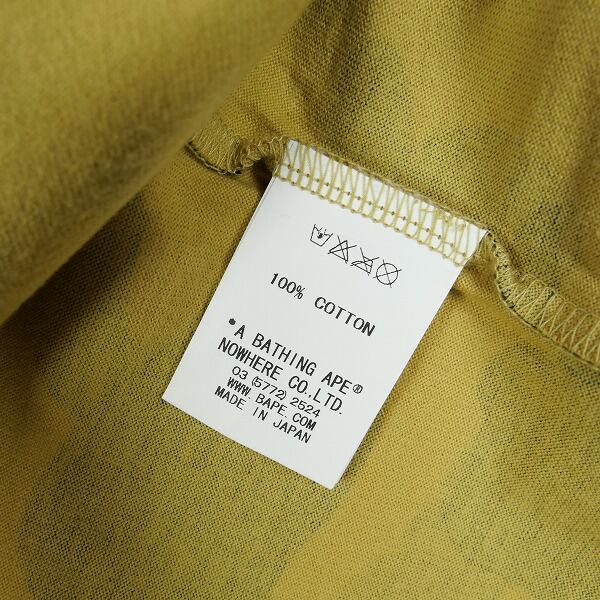 100% COTTON
*A BATHING APE®
NOWHERE CO.,LTD.
03 (5772) 2524
WWW.BAPE.COM
MADE IN JAPAN